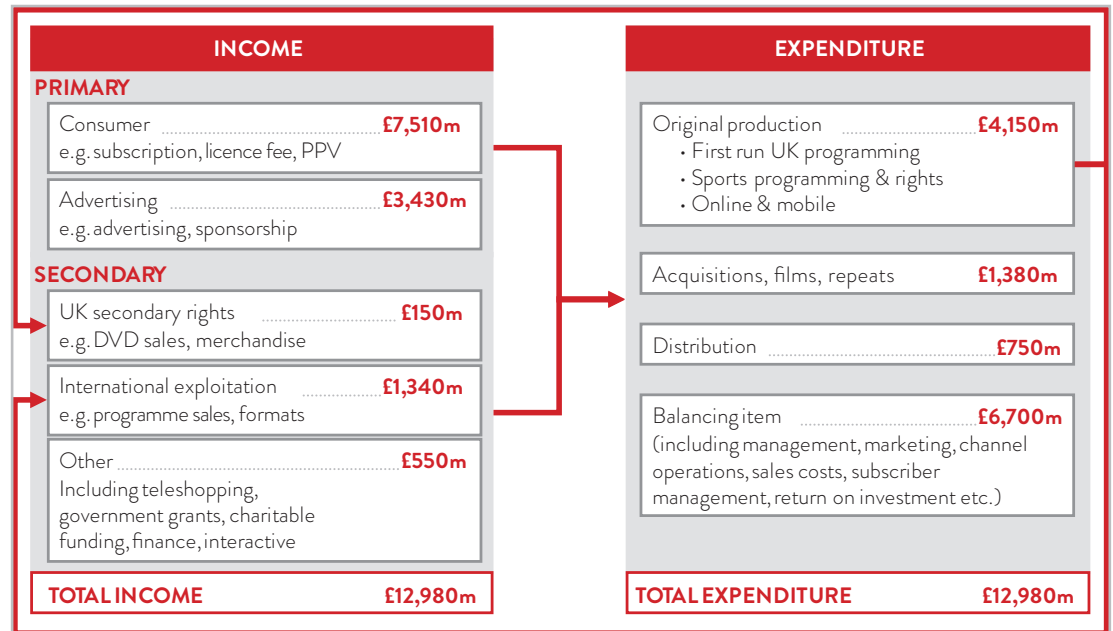 INCOME
PRIMARY
Consumer £7,510m
e.g. subscription, licence fee, PPV
Advertising £3,430m
e.g. advertising, sponsorship
SECONDARY
UK secondary rights £150m
e.g. DVD sales, merchandise
International exploitation £1,340m
e.g. programme sales, formats
Other £550m
Including teleshopping,
government grants, charitable
funding, finance, interactive
TOTAL INCOME £12,980m
EXPENDITURE
Original production £4,150m
• First run UK programming
• Sports programming & rights
• Online & mobile
Acquisitions, films, repeats £1,380m
Distribution £750m
Balancing item £6,700m
(including management, marketing, channel
operations, sales costs, subscriber
management, return on investment etc.)
TOTAL EXPENDITURE £12,980m